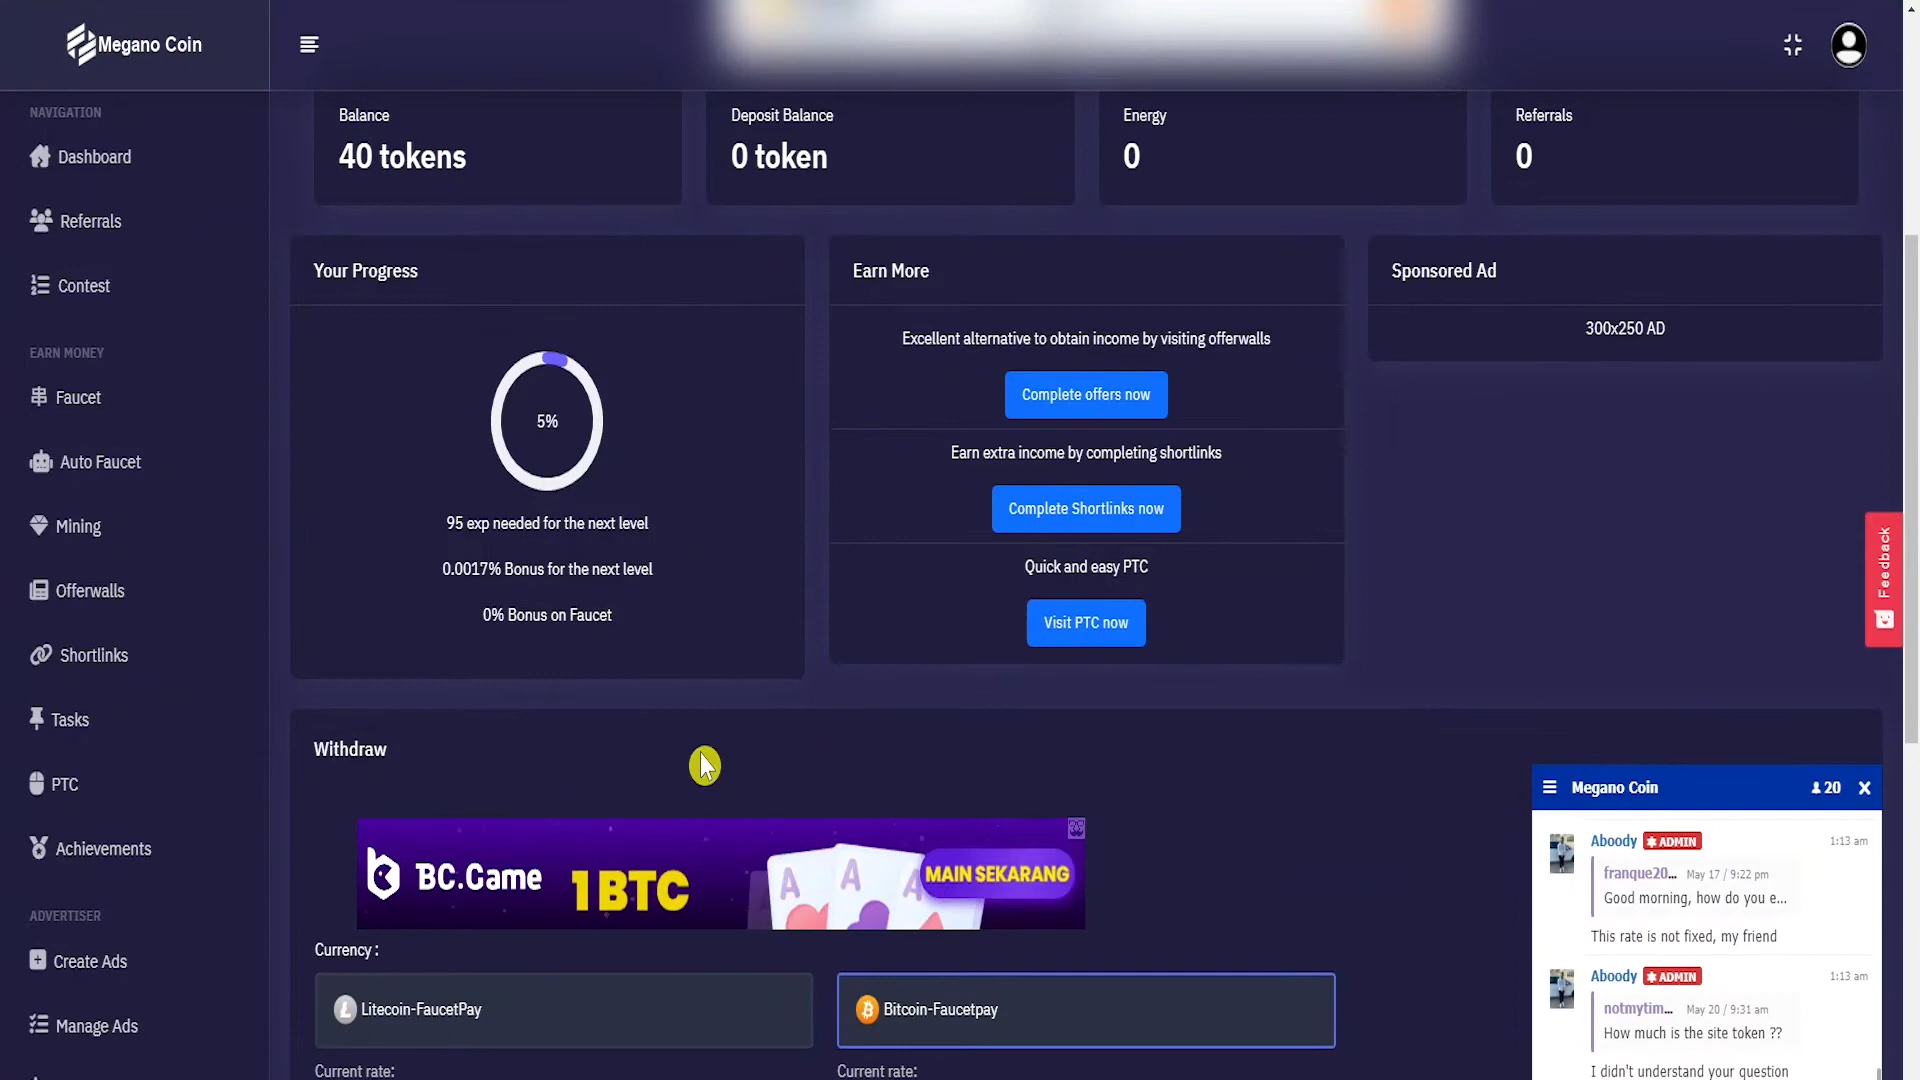 Megano Coin
NAVIGATION
Dashboard
Referrals
Contest
EARN MONEY
Faucet
Auto Faucet
Mining
Offerwalls
Shortlinks
Tasks
PTC
Achievements
ADVERTISER
Create Ads
Manage Ads
Balance
40 tokens
Deposit Balance
0 token
Energy
0
Referrals
0
Your Progress
5%
95 exp needed for the next level
0.0017% Bonus for the next level
0% Bonus on Faucet
Earn More
Excellent alternative to obtain income by visiting offerwalls
Complete offers now
Earn extra income by completing shortlinks
Complete Shortlinks now
Quick and easy PTC
Visit PTC now
Sponsored Ad
300x250 AD
Feedback
Withdraw
BC.Game
1BTC
A A A
MAIN SEKARANG
Currency :
Litecoin-FaucetPay
Bitcoin-Faucetpay
Current rate:
Current rate:
Megano Coin 20
Aboody ADMIN 1:13 am
franque20... May 17 / 9:22 pm
Good morning, how do you e...
This rate is not fixed, my friend
Aboody ADMIN 1:13 am
notmytim... May 20 / 9:31 am
How much is the site token ??
I didn't understand your question